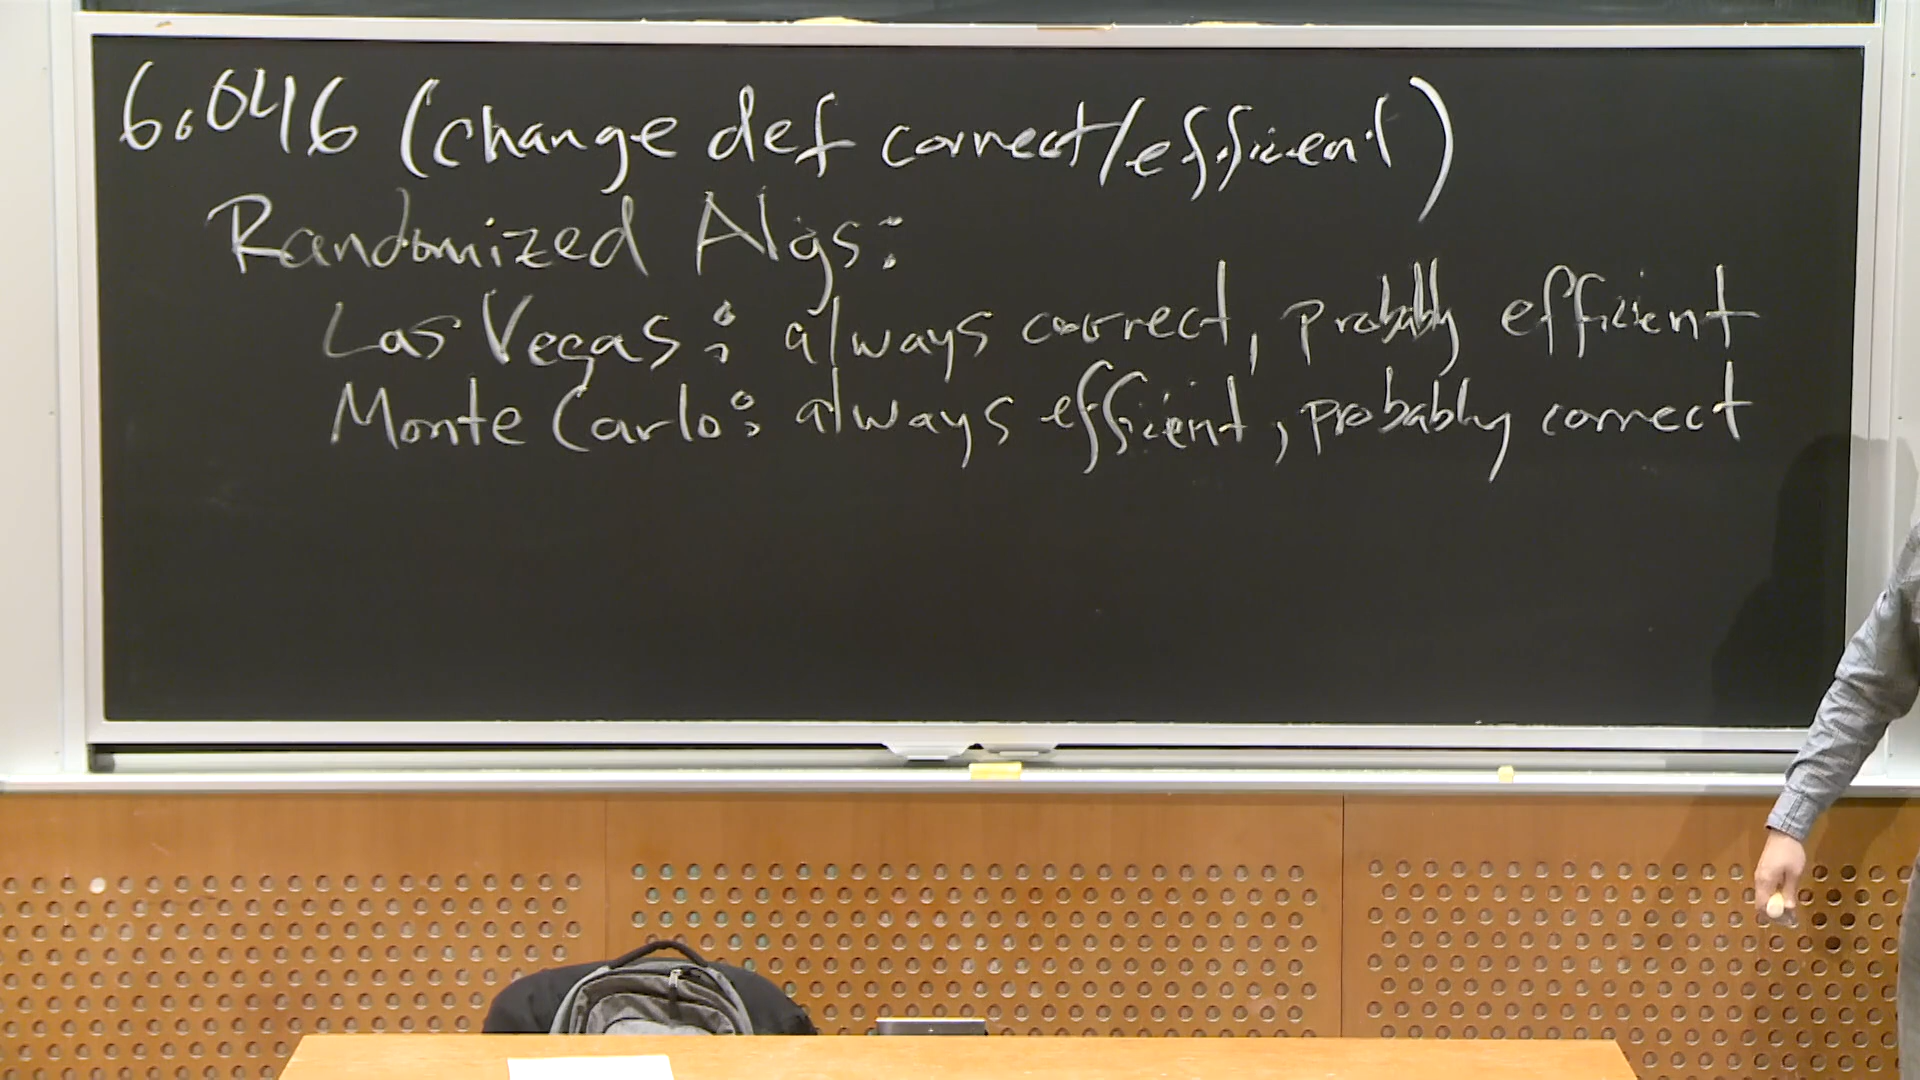 6.046 (change def correct/efficient)
Randomized Algs:
Las Vegas: always correct, probably efficient
Monte Carlo: always efficient, probably correct